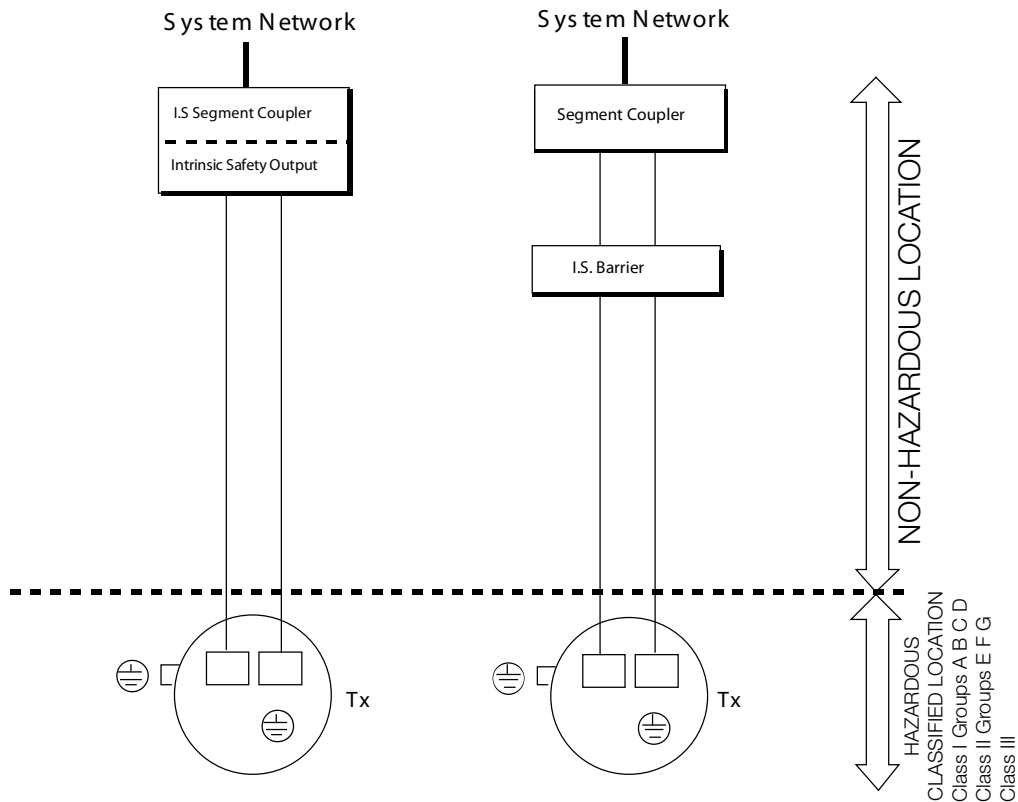 System Network
I.S Segment Coupler
Intrinsic Safety Output
Tx
System Network
Segment Coupler
I.S. Barrier
Tx
NON-HAZARDOUS LOCATION
HAZARDOUS
CLASSIFIED LOCATION
Class I Groups A B C D
Class II Groups E F G
Class III